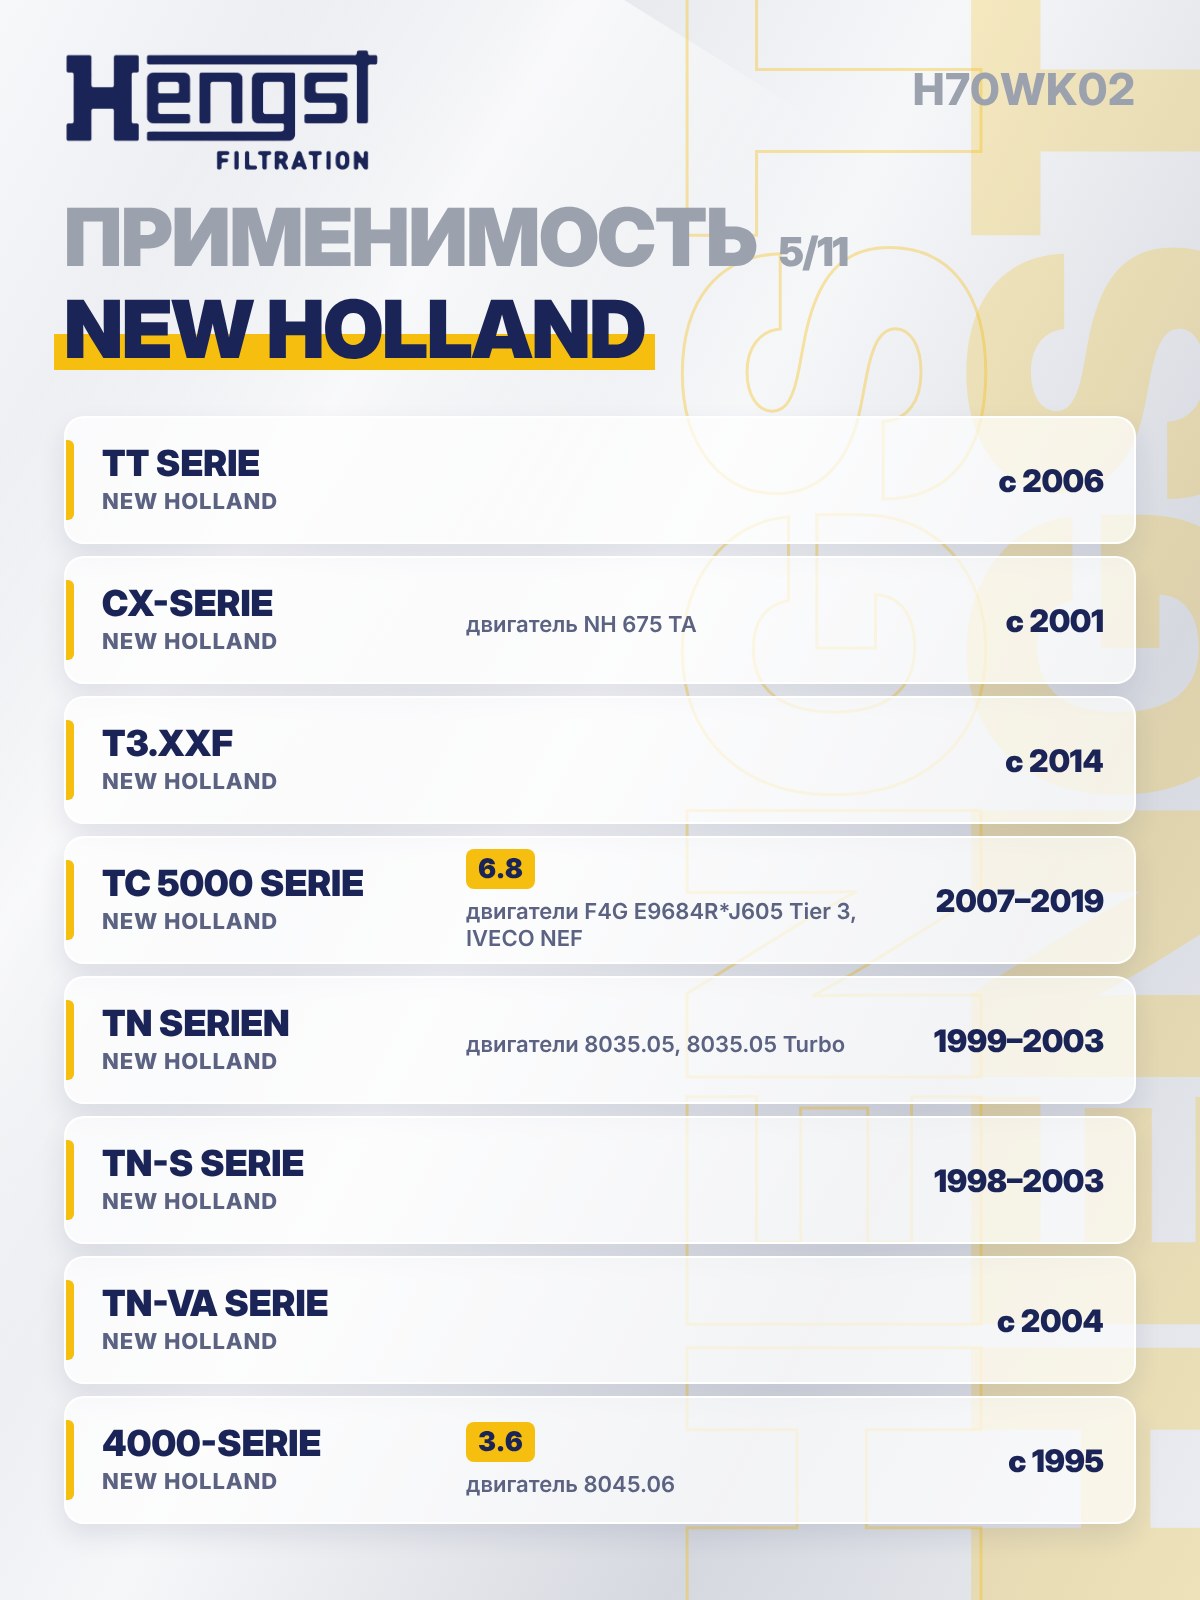 Hengst
FILTRATION
H70WK02
ПРИМЕНИМОСТЬ 5/11
NEW HOLLAND
TT SERIE
NEW HOLLAND
с 2006
CX-SERIE
NEW HOLLAND
двигатель NH 675 TA
с 2001
T3.XXF
NEW HOLLAND
с 2014
TC 5000 SERIE
NEW HOLLAND
6.8
двигатели F4G E9684R*J605 Tier 3,
IVECO NEF
2007–2019
TN SERIEN
NEW HOLLAND
двигатели 8035.05, 8035.05 Turbo
1999–2003
TN-S SERIE
NEW HOLLAND
1998–2003
TN-VA SERIE
NEW HOLLAND
с 2004
4000-SERIE
NEW HOLLAND
3.6
двигатель 8045.06
с 1995
HENGST
HENGST